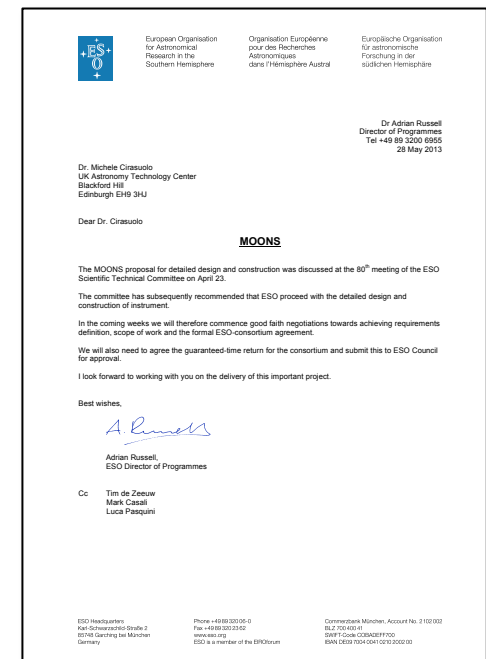 ESO
European Organisation
for Astronomical
Research in the
Southern Hemisphere
Organisation Européenne
pour des Recherches
Astronomiques
dans l'Hémisphère Austral
Europäische Organisation
für astronomische
Forschung in der
südlichen Hemisphäre
Dr Adrian Russell
Director of Programmes
Tel +49 89 3200 6955
28 May 2013
Dr. Michele Cirasuolo
UK Astronomy Technology Center
Blackford Hill
Edinburgh EH9 3HJ
Dear Dr. Cirasuolo
MOONS
The MOONS proposal for detailed design and construction was discussed at the 80th meeting of the ESO
Scientific Technical Committee on April 23.
The committee has subsequently recommended that ESO proceed with the detailed design and
construction of instrument.
In the coming weeks we will therefore commence good faith negotiations towards achieving requirements
definition, scope of work and the formal ESO-consortium agreement.
We will also need to agree the guaranteed-time return for the consortium and submit this to ESO Council
for approval.
I look forward to working with you on the delivery of this important project.
Best wishes,
A. Russell
Adrian Russell,
ESO Director of Programmes
Cc Tim de Zeeuw
Mark Casali
Luca Pasquini
ESO Headquarters
Karl-Schwarzschild-Straße 2
85748 Garching bei München
Germany
Phone +49 89 320 06-0
Fax +49 89 320 23 62
www.eso.org
ESO is a member of the EIROforum
Commerzbank München, Account No. 2 102 002
BLZ 700 400 41
SWIFT-Code COBADEFF700
IBAN DE09 7004 0041 0210 2002 00